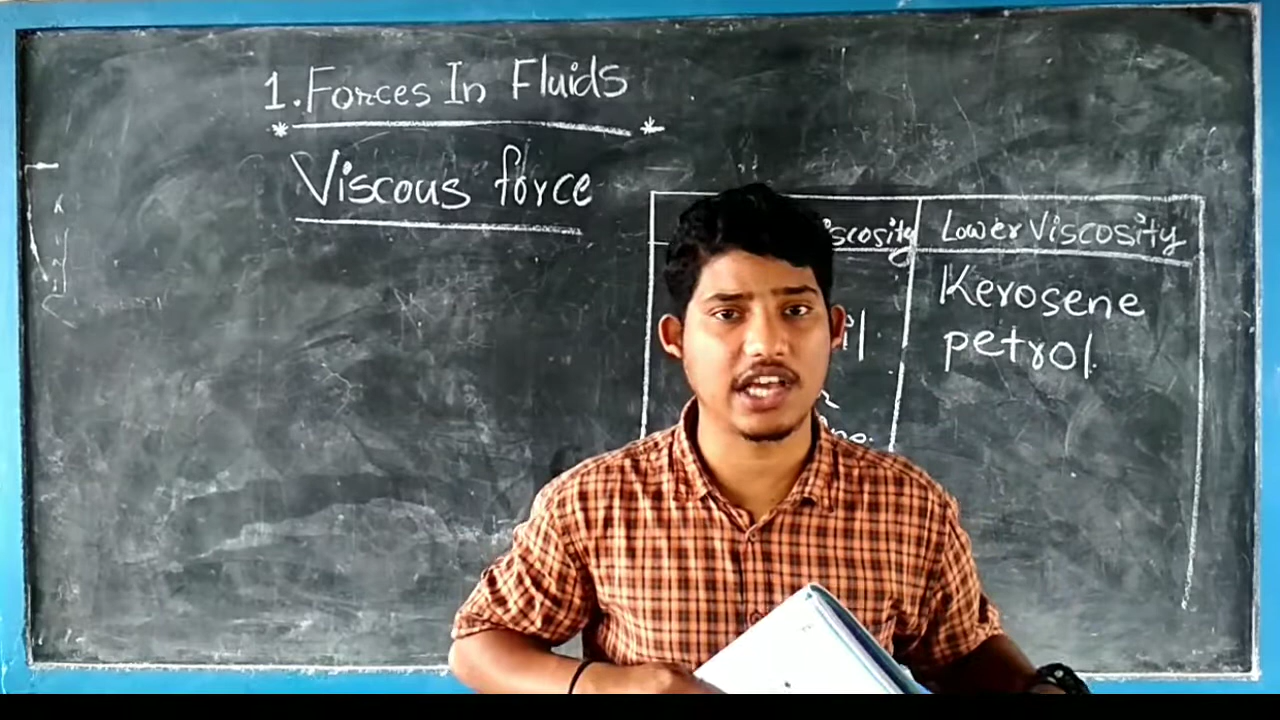 1. Forces In Fluids
Viscous force
Lower Viscosity
Kerosene
petrol.